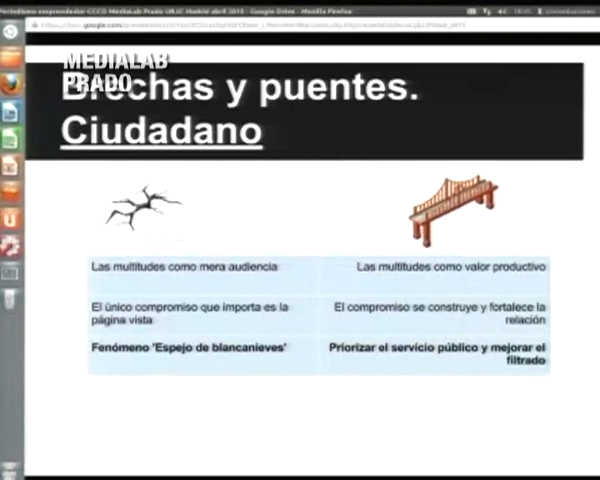 MEDIALAB
PRADO
Brechas y puentes.
Ciudadano
Las multitudes como mera audiencia
Las multitudes como valor productivo
El único compromiso que importa es la
página vista
El compromiso se construye y fortalece la
relación
Fenómeno 'Espejo de blancanieves'
Priorizar el servicio público y mejorar el
filtrado